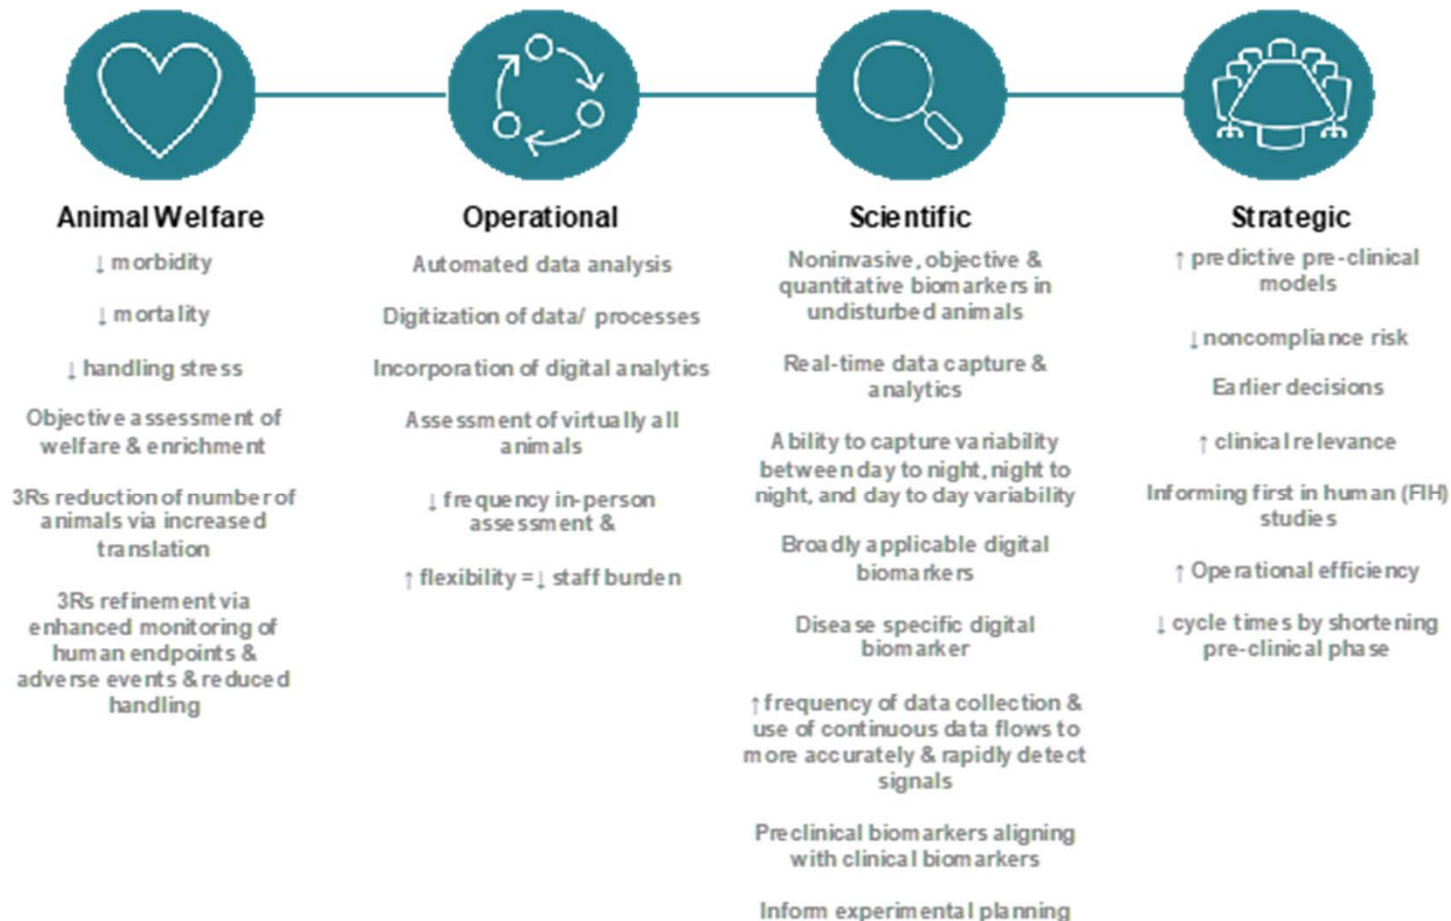 Animal Welfare
↓ morbidity
↓ mortality
↓ handling stress
Objective assessment of
welfare & enrichment
3Rs reduction of number of
animals via increased
translation
3Rs refinement via
enhanced monitoring of
human endpoints &
adverse events & reduced
handling
Operational
Automated data analysis
Digitization of data/ processes
Incorporation of digital analytics
Assessment of virtually all
animals
↓ frequency in-person
assessment &
↑ flexibility = ↓ staff burden
Scientific
Noninvasive, objective &
quantitative biomarkers in
undisturbed animals
Real-time data capture &
analytics
Ability to capture variability
between day to night, night to
night, and day to day variability
Broadly applicable digital
biomarkers
Disease specific digital
biomarker
↑ frequency of data collection &
use of continuous data flows to
more accurately & rapidly detect
signals
Preclinical biomarkers aligning
with clinical biomarkers
Inform experimental planning
Strategic
↑ predictive pre-clinical
models
↓ noncompliance risk
Earlier decisions
↑ clinical relevance
Informing first in human (FIH)
studies
↑ Operational efficiency
↓ cycle times by shortening
pre-clinical phase